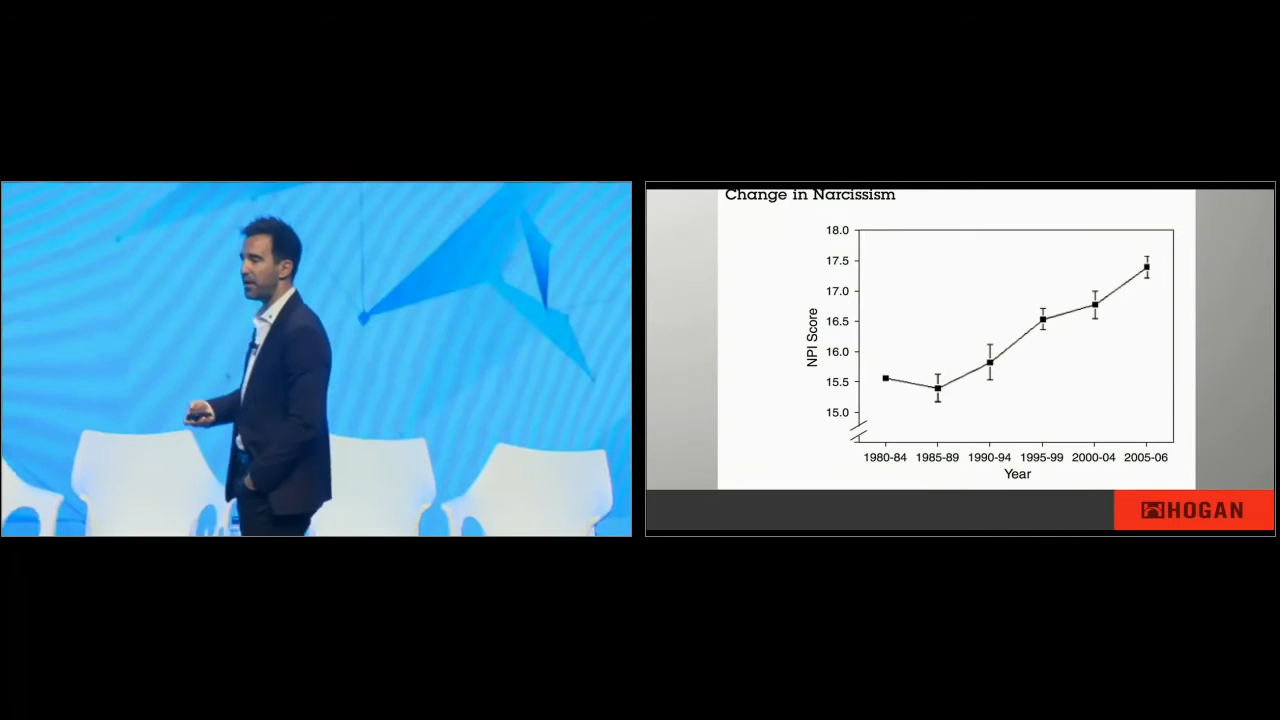 Change in Narcissism
18.0
17.5
17.0
16.5
16.0
15.5
15.0
NPI Score
1980-84 1985-89 1990-94 1995-99 2000-04 2005-06
Year
HOGAN